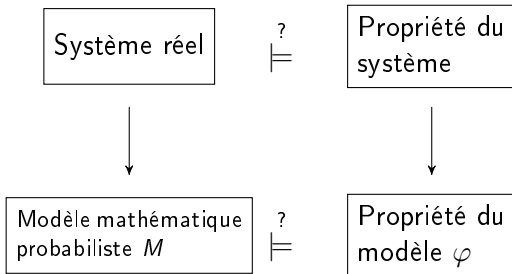 Système réel
?
⊨
Propriété du
système
Modèle mathématique
probabiliste M
?
⊨
Propriété du
modèle φ